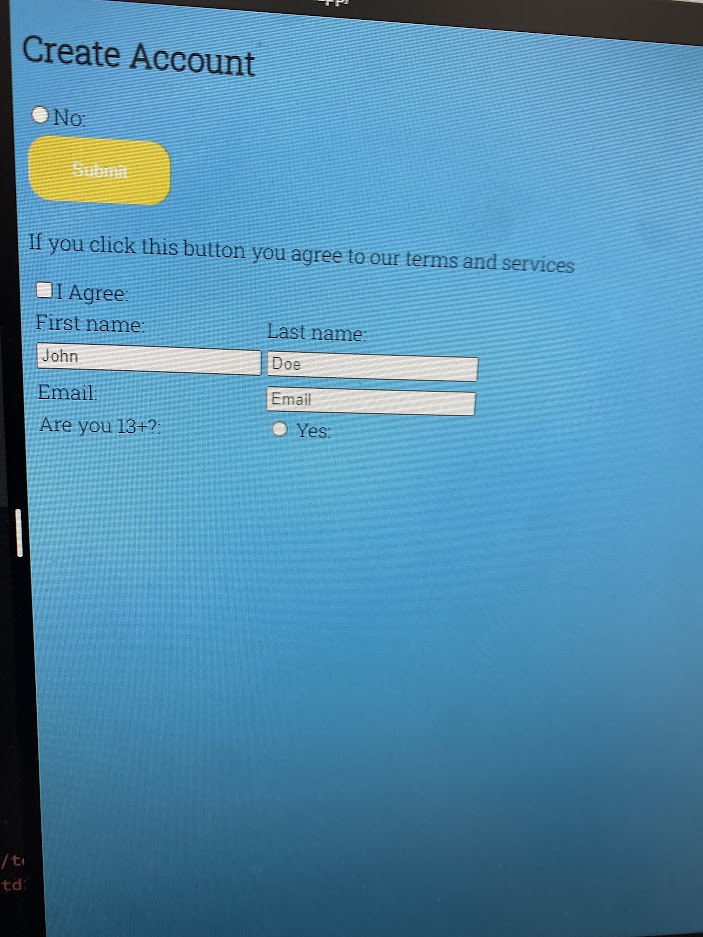 Create Account
No:
Submit
If you click this button you agree to our terms and services
I Agree:
First name: Last name:
John Doe
Email: Email
Are you 13+?: Yes:
/t
td